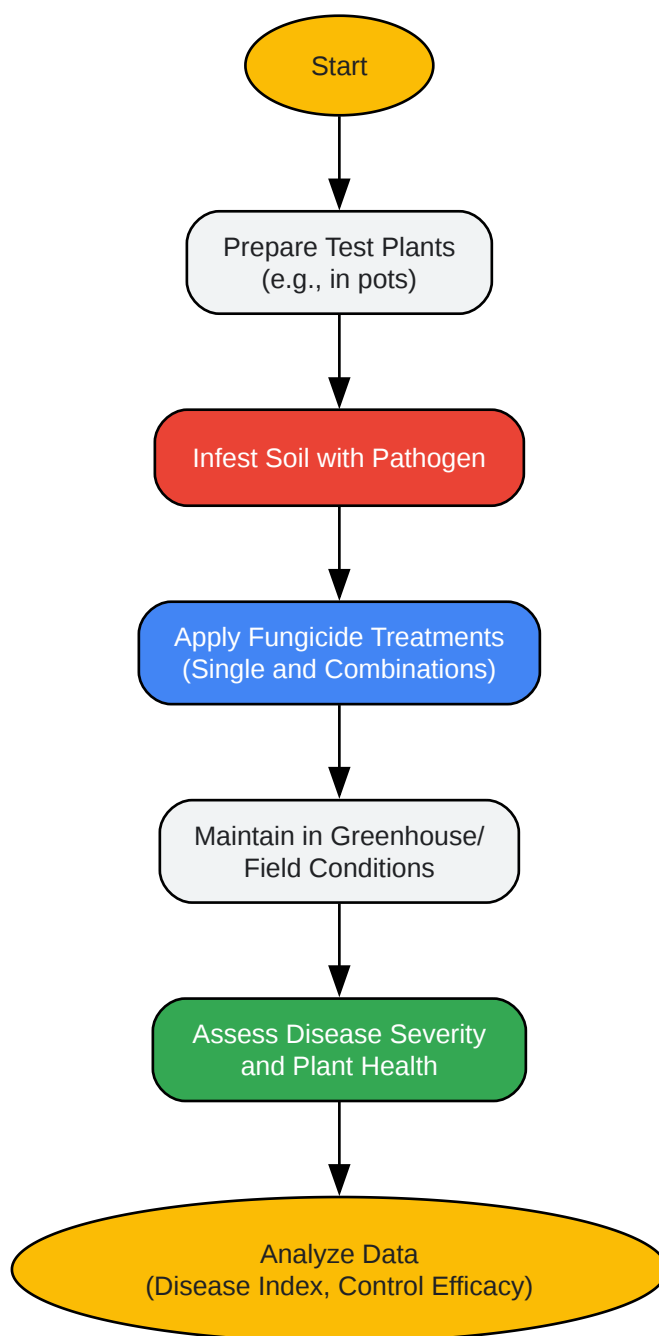 Start
Prepare Test Plants
(e.g., in pots)
Infest Soil with Pathogen
Apply Fungicide Treatments
(Single and Combinations)
Maintain in Greenhouse/
Field Conditions
Assess Disease Severity
and Plant Health
Analyze Data
(Disease Index, Control Efficacy)